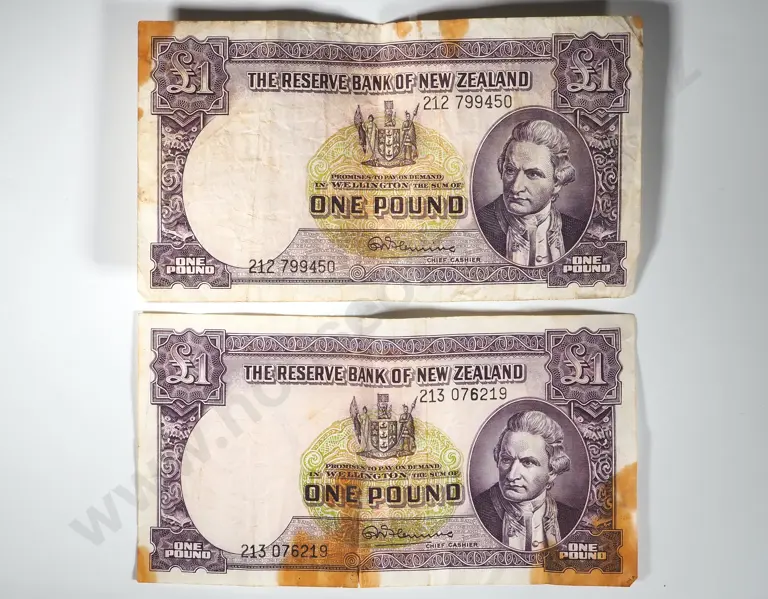 £1 £1
THE RESERVE BANK OF NEW ZEALAND
212 799450
PROMISES TO PAY ON DEMAND
IN WELLINGTON THE SUM OF
ONE POUND
CHIEF CASHIER
212 799450
ONE POUND
ONE POUND
£1 £1
THE RESERVE BANK OF NEW ZEALAND
213 076219
PROMISES TO PAY ON DEMAND
IN WELLINGTON THE SUM OF
ONE POUND
CHIEF CASHIER
213 076219
ONE POUND
ONE POUND